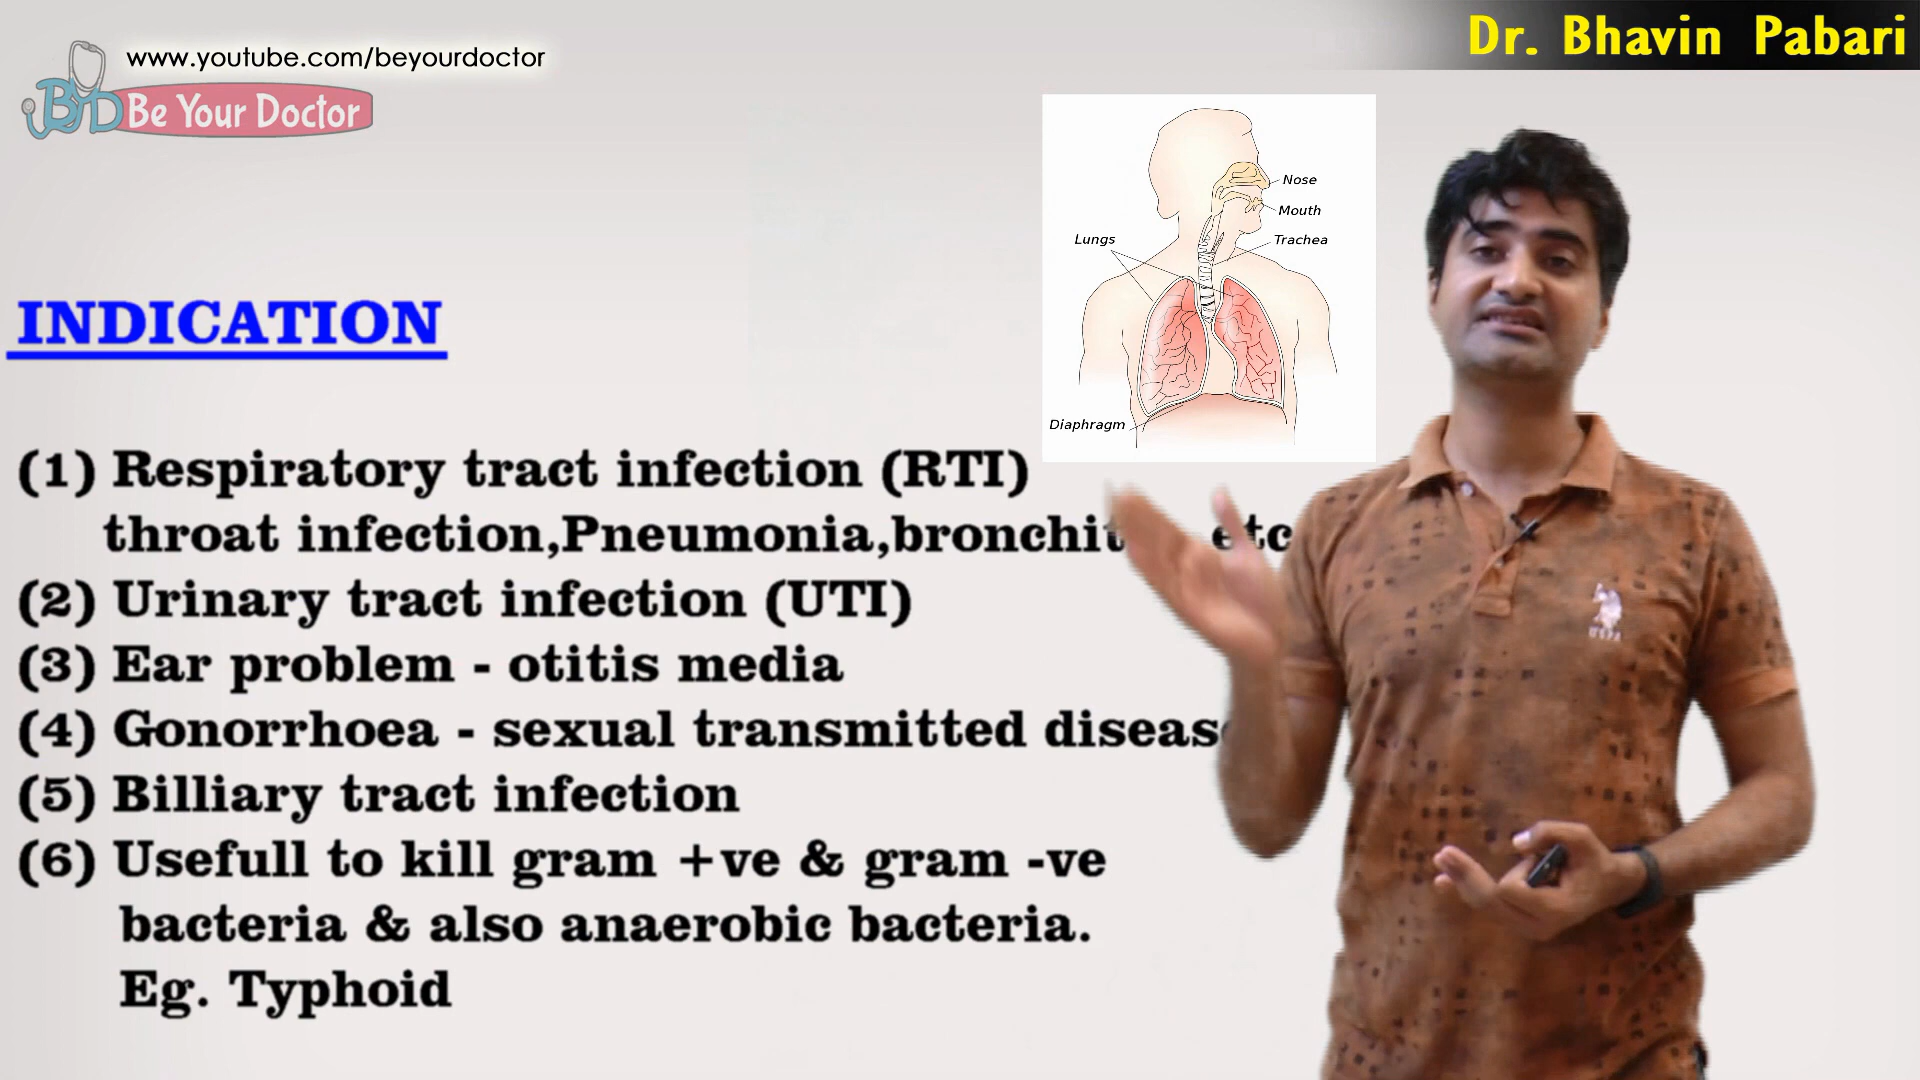 www.youtube.com/beyourdoctor
Dr. Bhavin Pabari
BYD Be Your Doctor
Nose
Mouth
Lungs
Trachea
Diaphragm
INDICATION
(1) Respiratory tract infection (RTI)
throat infection,Pneumonia, etc
(2) Urinary tract infection (UTI)
(3) Ear problem - otitis media
(4) Gonorrhoea - sexual transmitted
(5) Billiary tract infection
(6) Usefull to kill gram +ve & gram -ve
bacteria & also anaerobic bacteria.
Eg. Typhoid